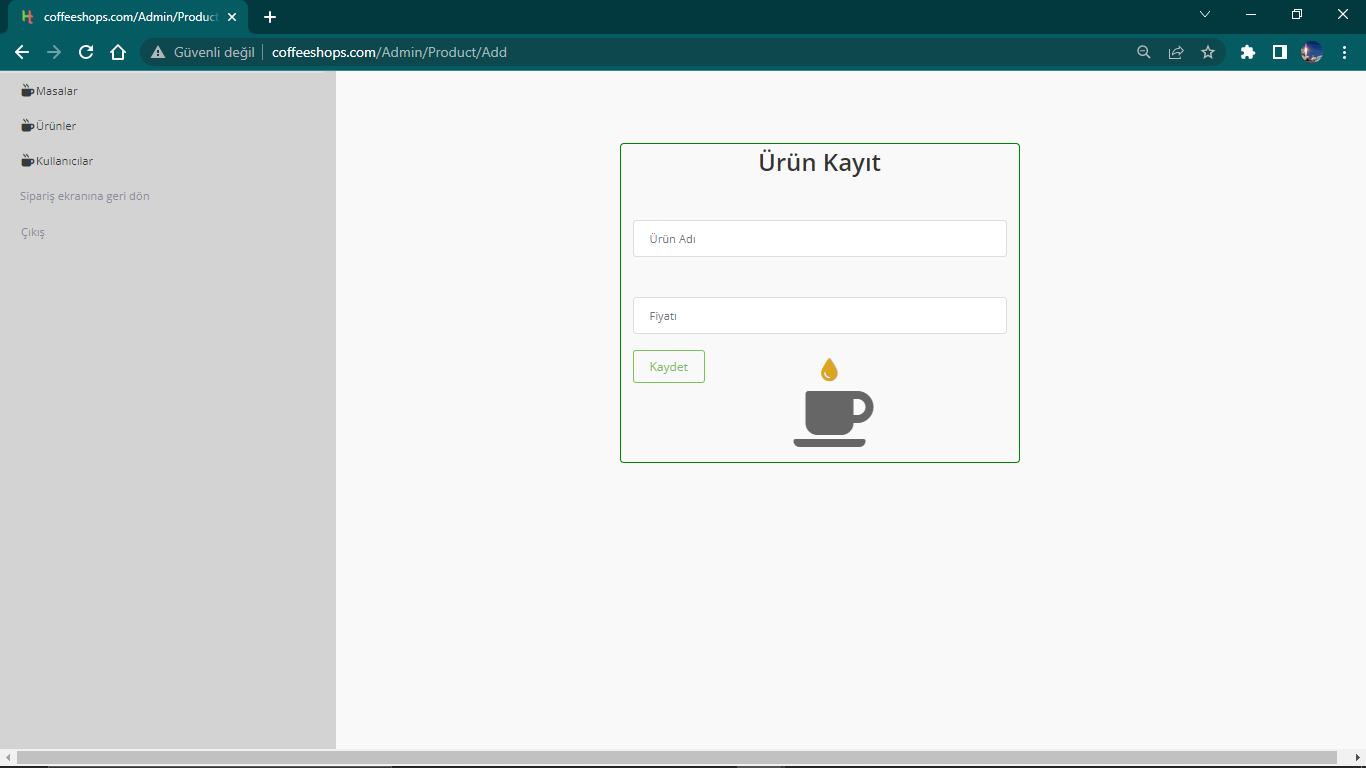 coffeeshops.com/Admin/Product
Güvenli değil
coffeeshops.com/Admin/Product/Add
Masalar
Ürünler
Kullanıcılar
Sipariş ekranına geri dön
Çıkış
Ürün Kayıt
Ürün Adı
Fiyatı
Kaydet